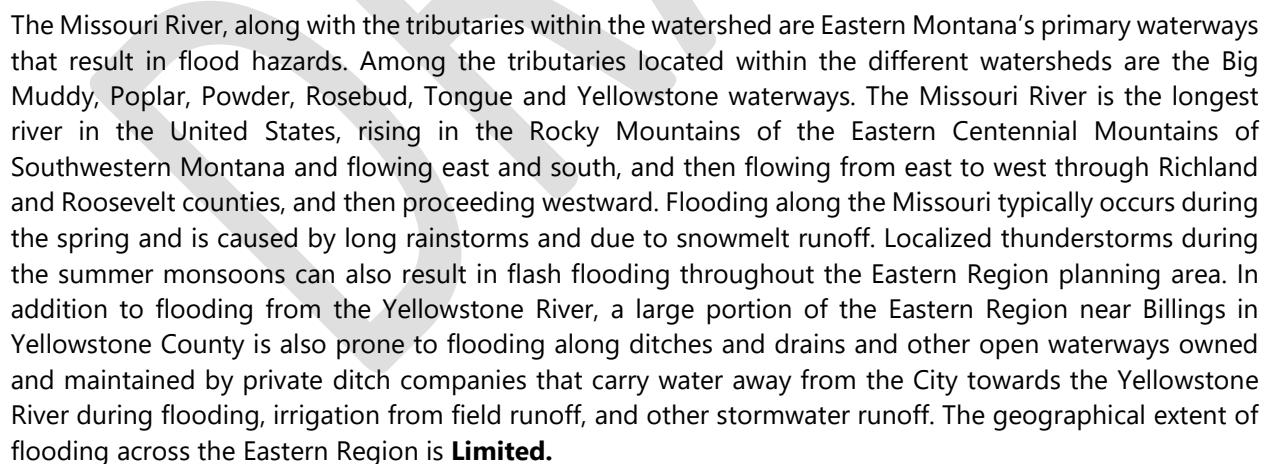 The Missouri River, along with the tributaries within the watershed are Eastern Montana’s primary waterways
that result in flood hazards. Among the tributaries located within the different watersheds are the Big
Muddy, Poplar, Powder, Rosebud, Tongue and Yellowstone waterways. The Missouri River is the longest
river in the United States, rising in the Rocky Mountains of the Eastern Centennial Mountains of
Southwestern Montana and flowing east and south, and then flowing from east to west through Richland
and Roosevelt counties, and then proceeding westward. Flooding along the Missouri typically occurs during
the spring and is caused by long rainstorms and due to snowmelt runoff. Localized thunderstorms during
the summer monsoons can also result in flash flooding throughout the Eastern Region planning area. In
addition to flooding from the Yellowstone River, a large portion of the Eastern Region near Billings in
Yellowstone County is also prone to flooding along ditches and drains and other open waterways owned
and maintained by private ditch companies that carry water away from the City towards the Yellowstone
River during flooding, irrigation from field runoff, and other stormwater runoff. The geographical extent of
flooding across the Eastern Region is Limited.